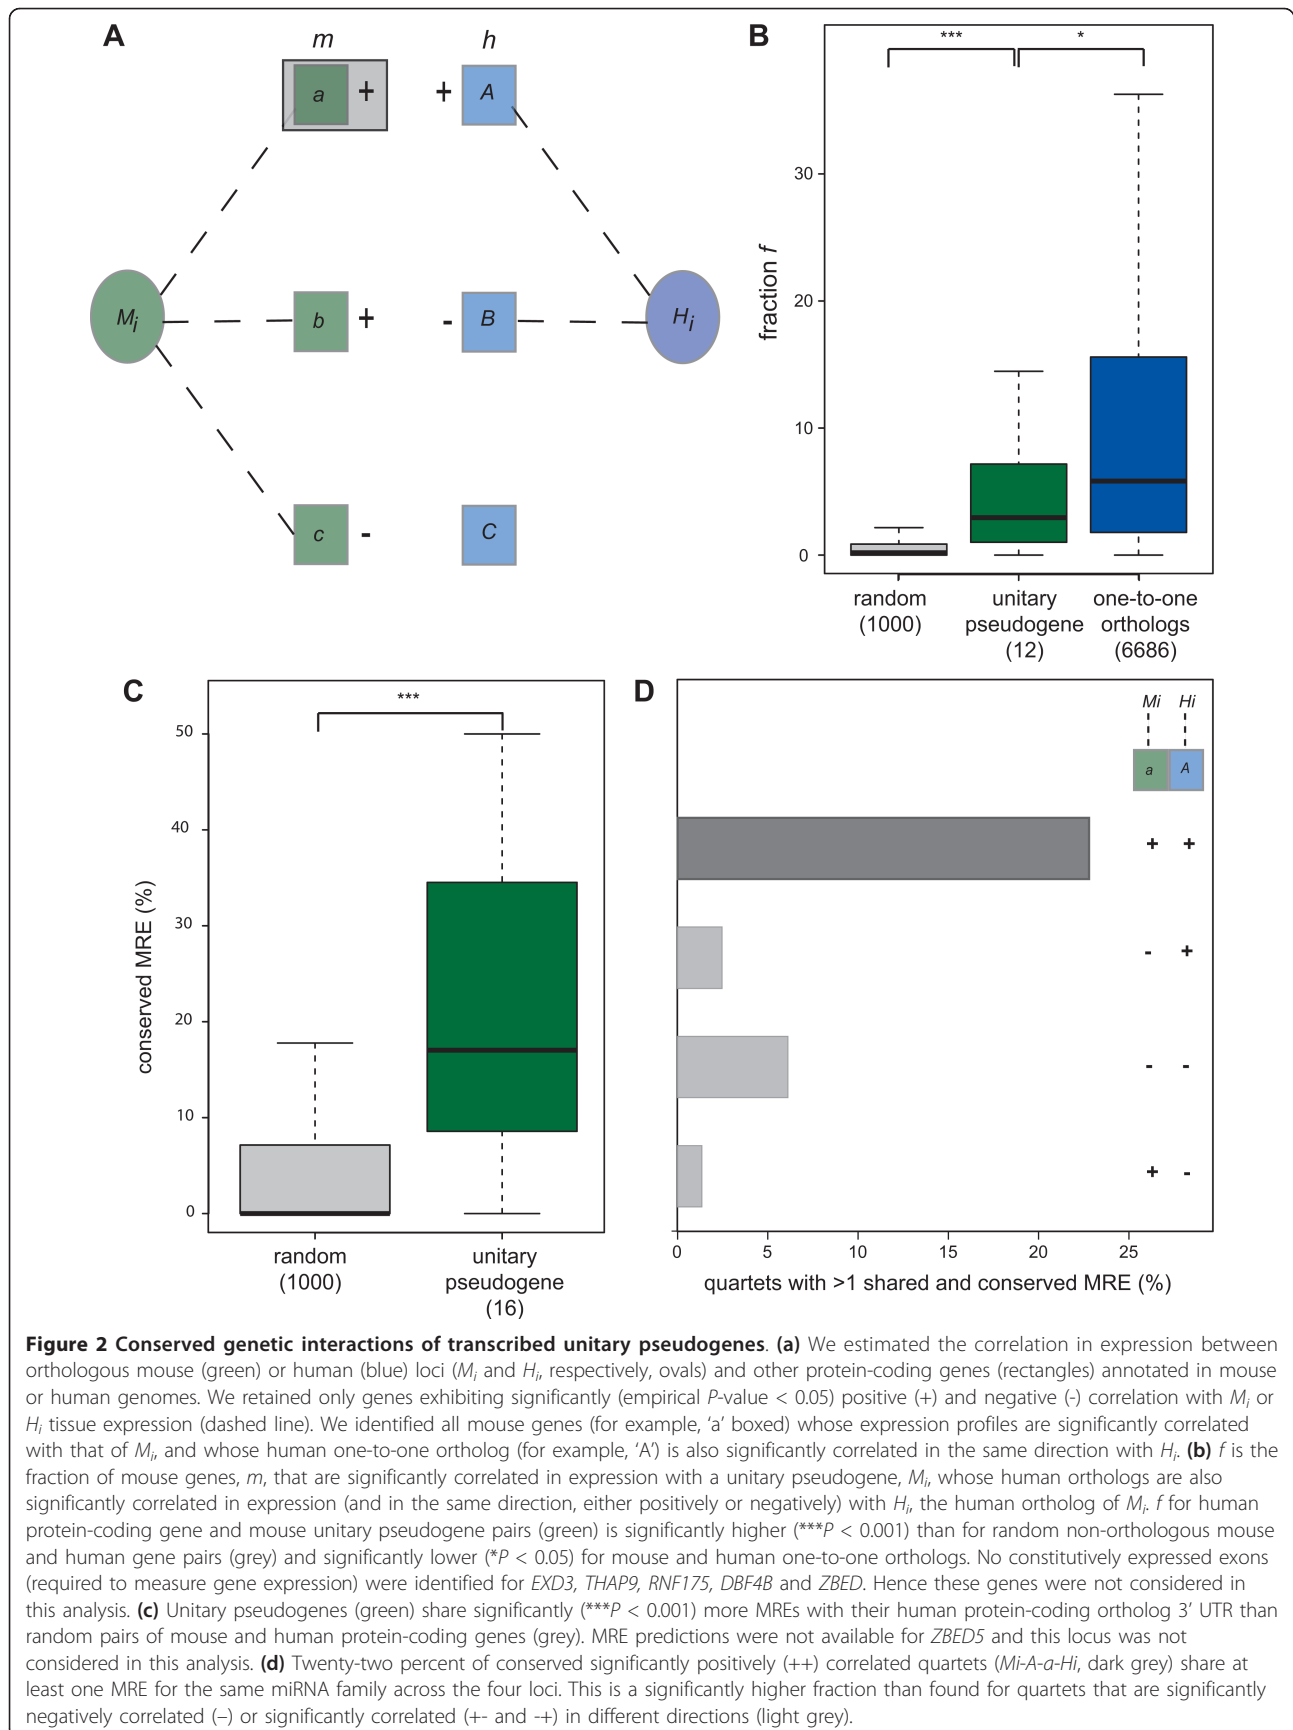 A
m
h
a + + A
Mi b + - B Hi
c - C
B
*** *
fraction f
30
20
10
0
random unitary one-to-one
(1000) pseudogene orthologs
(12) (6686)
C
***
conserved MRE (%)
50
40
30
20
10
0
random unitary
(1000) pseudogene
(16)
D
Mi Hi
a A
+ +
- +
- -
+ -
0 5 10 15 20 25
quartets with >1 shared and conserved MRE (%)
Figure 2 Conserved genetic interactions of transcribed unitary pseudogenes. (a) We estimated the correlation in expression between
orthologous mouse (green) or human (blue) loci (Mi and Hi, respectively, ovals) and other protein-coding genes (rectangles) annotated in mouse
or human genomes. We retained only genes exhibiting significantly (empirical P-value < 0.05) positive (+) and negative (-) correlation with Mi or
Hi tissue expression (dashed line). We identified all mouse genes (for example, ‘a’ boxed) whose expression profiles are significantly correlated
with that of Mi, and whose human one-to-one ortholog (for example, ‘A’) is also significantly correlated in the same direction with Hi. (b) f is the
fraction of mouse genes, m, that are significantly correlated in expression with a unitary pseudogene, Mi, whose human orthologs are also
significantly correlated in expression (and in the same direction, either positively or negatively) with Hi, the human ortholog of Mi. f for human
protein-coding gene and mouse unitary pseudogene pairs (green) is significantly higher (***P < 0.001) than for random non-orthologous mouse
and human gene pairs (grey) and significantly lower (*P < 0.05) for mouse and human one-to-one orthologs. No constitutively expressed exons
(required to measure gene expression) were identified for EXD3, THAP9, RNF175, DBF4B and ZBED. Hence these genes were not considered in
this analysis. (c) Unitary pseudogenes (green) share significantly (***P < 0.001) more MREs with their human protein-coding ortholog 3’ UTR than
random pairs of mouse and human protein-coding genes (grey). MRE predictions were not available for ZBED5 and this locus was not
considered in this analysis. (d) Twenty-two percent of conserved significantly positively (++) correlated quartets (Mi-A-a-Hi, dark grey) share at
least one MRE for the same miRNA family across the four loci. This is a significantly higher fraction than found for quartets that are significantly
negatively correlated (–) or significantly correlated (+- and -+) in different directions (light grey).